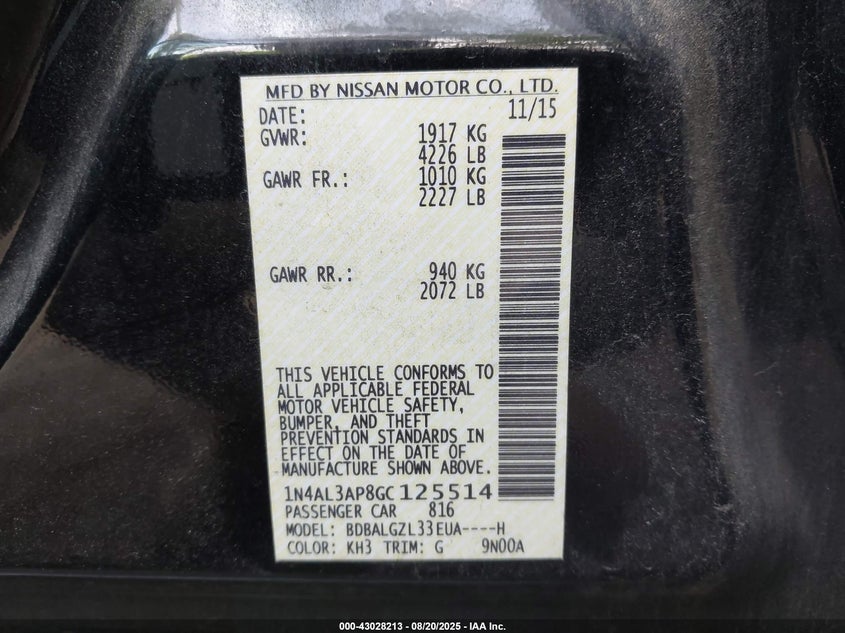 MFD BY NISSAN MOTOR CO., LTD.
DATE: 11/15
GVWR: 1917 KG
4226 LB
GAWR FR.: 1010 KG
2227 LB
GAWR RR.: 940 KG
2072 LB
THIS VEHICLE CONFORMS TO
ALL APPLICABLE FEDERAL
MOTOR VEHICLE SAFETY,
BUMPER, AND THEFT
PREVENTION STANDARDS IN
EFFECT ON THE DATE OF
MANUFACTURE SHOWN ABOVE.
1N4AL3AP8GC125514
PASSENGER CAR 816
MODEL: BDBALGZL33EUA----H
COLOR: KH3 TRIM: G 9N00A
000-43028213 - 08/20/2025 - IAA Inc.